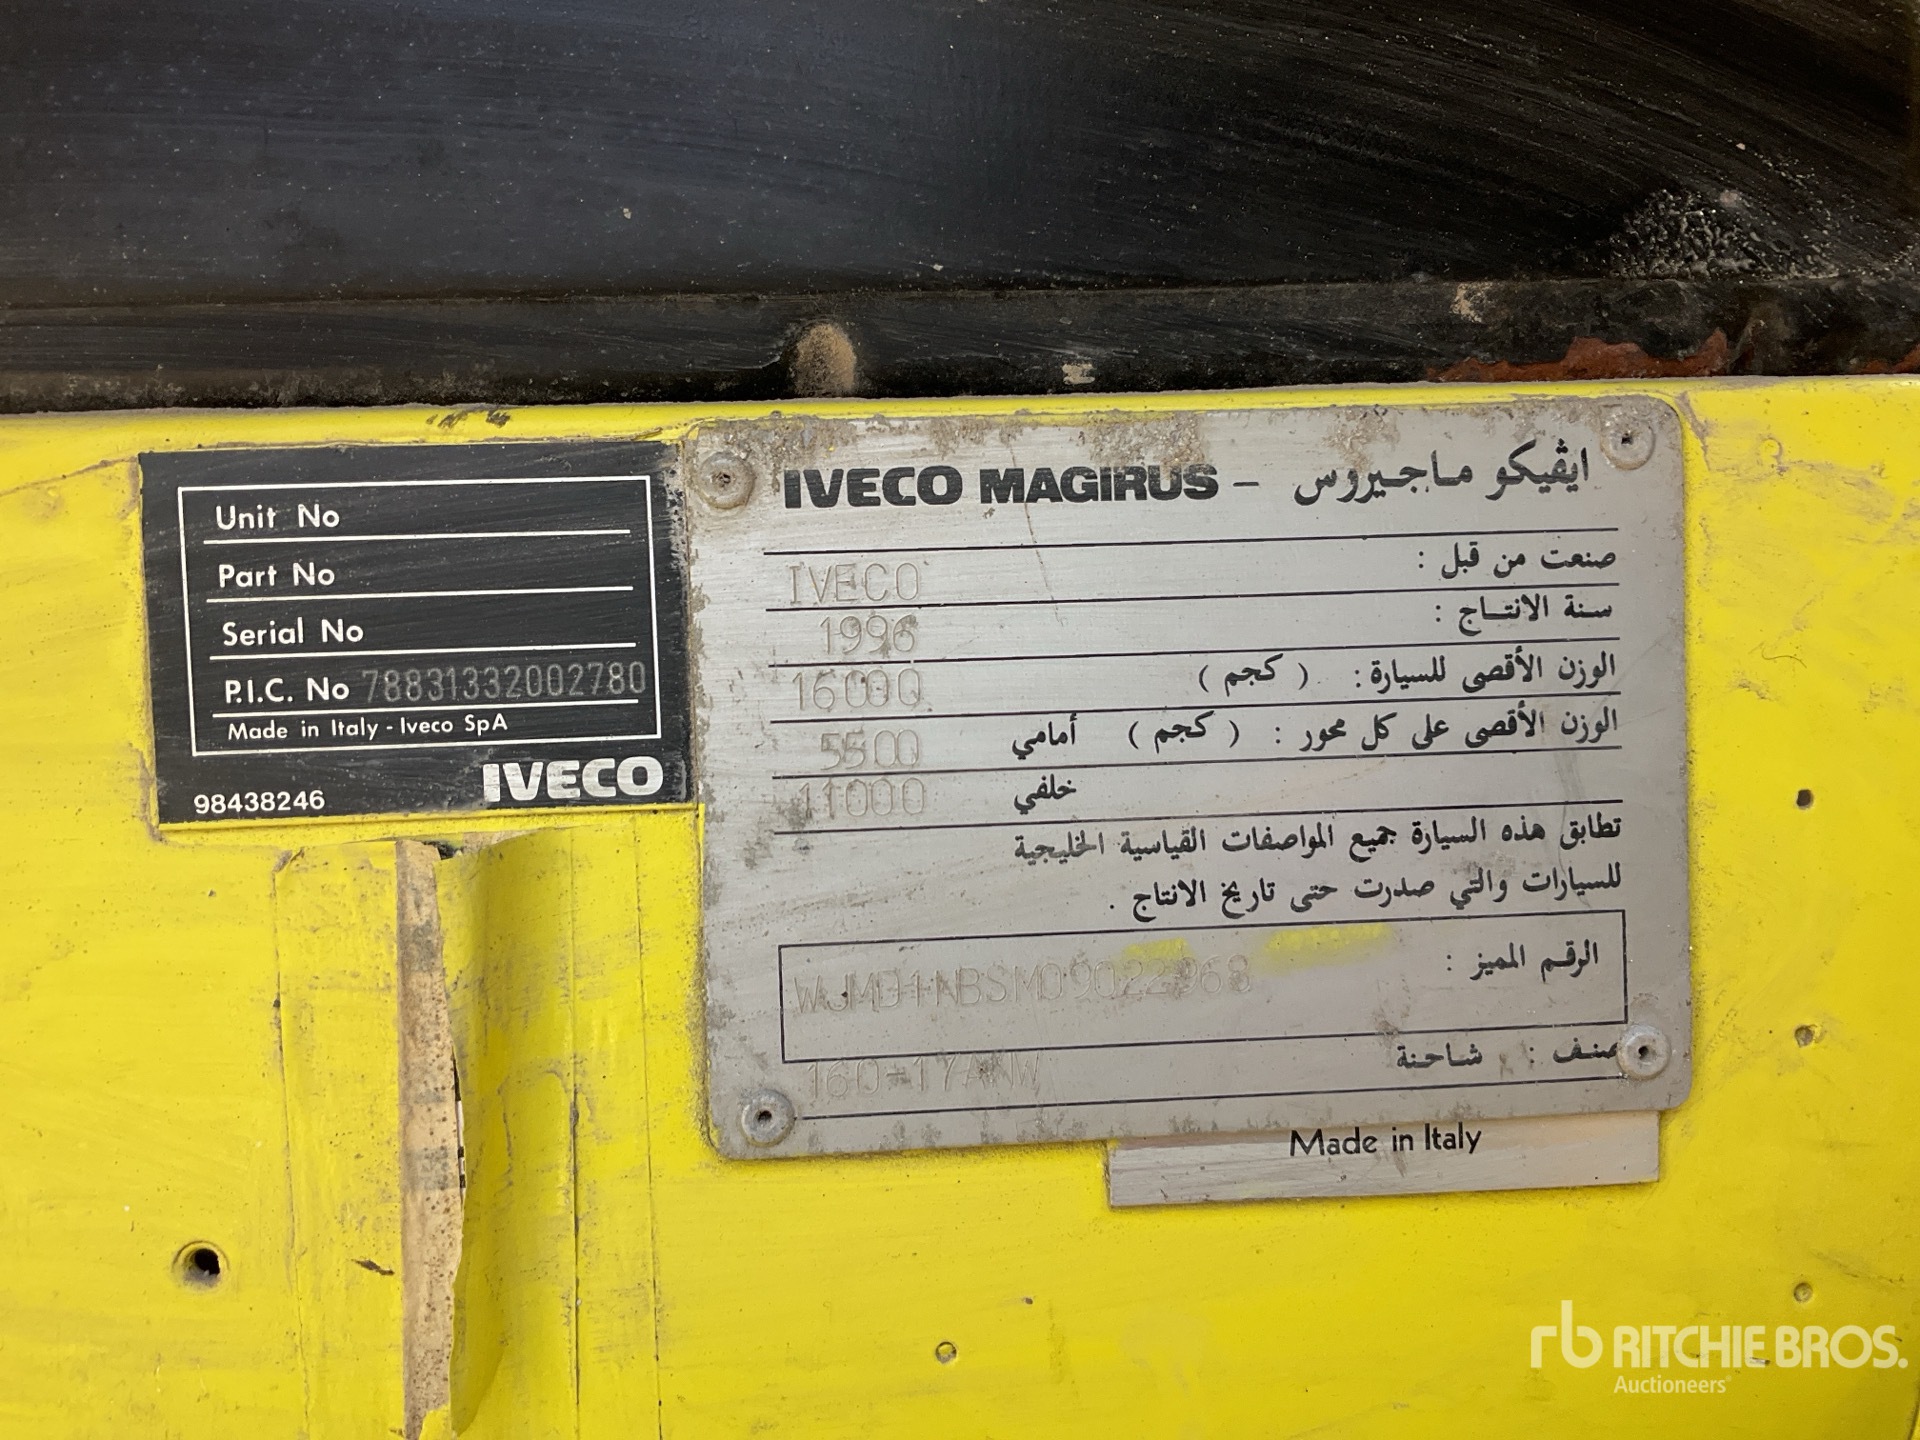 Unit No
Part No
Serial No
P.I.C. No 78831332002780
Made in Italy - Iveco SpA
98438246 IVECO
IVECO MAGIRUS - ايڤيكو ماجيروس
صنعت من قبل : IVECO
سنة الانتاج : 1996
الوزن الأقصى للسيارة : ( كجم ) 16000
الوزن الأقصى على كل محور : ( كجم ) أمامي 5500
خلفي 11000
تطابق هذه السيارة جميع المواصفات القياسية الخليجية
للسيارات والتي صدرت حتى تاريخ الانتاج .
الرقم المميز : WJMD1NBSM09022968
صنف : شاحنة
Made in Italy
rb RITCHIE BROS.
Auctioneers